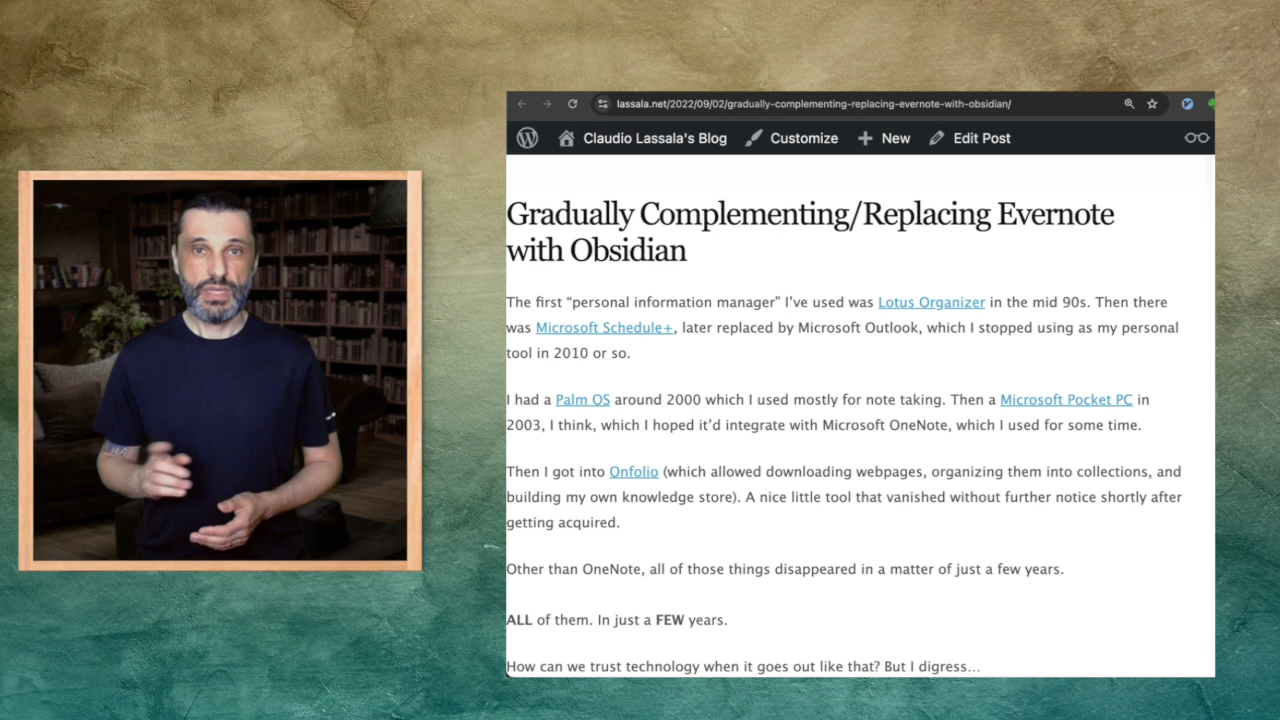 lassala.net/2022/09/02/gradually-complementing-replacing-evernote-with-obsidian/
Claudio Lassala's Blog Customize New Edit Post
Gradually Complementing/Replacing Evernote
with Obsidian
The first “personal information manager” I’ve used was Lotus Organizer in the mid 90s. Then there
was Microsoft Schedule+, later replaced by Microsoft Outlook, which I stopped using as my personal
tool in 2010 or so.
I had a Palm OS around 2000 which I used mostly for note taking. Then a Microsoft Pocket PC in
2003, I think, which I hoped it’d integrate with Microsoft OneNote, which I used for some time.
Then I got into Onfolio (which allowed downloading webpages, organizing them into collections, and
building my own knowledge store). A nice little tool that vanished without further notice shortly after
getting acquired.
Other than OneNote, all of those things disappeared in a matter of just a few years.
ALL of them. In just a FEW years.
How can we trust technology when it goes out like that? But I digress…